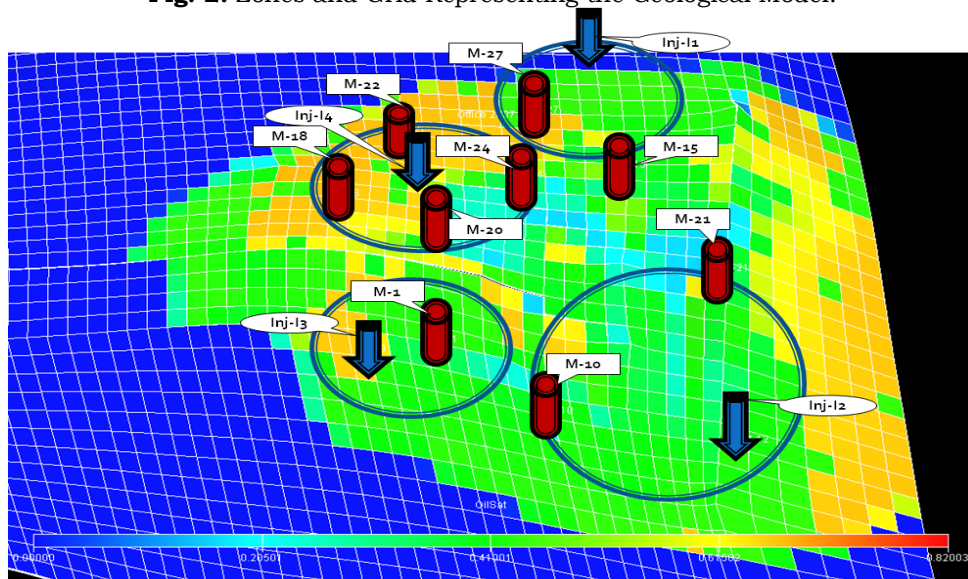 Fig. 2. Zones and Grid Representing the Geological Model.
Inj-I1
M-27
M-22
Inj-I4
M-18
M-24
M-15
M-20
M-21
M-1
Inj-I3
M-10
Inj-I2
OilSat
0.00000 0.20501 0.41001 0.61502 0.82003